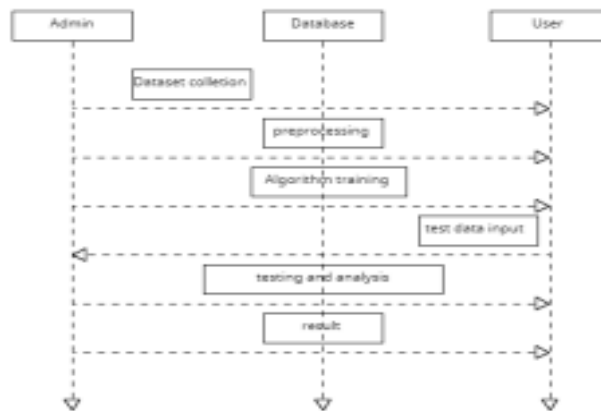 Admin
Database
User
Dataset colletion
preprocessing
Algorithm training
test data input
testing and analysis
result